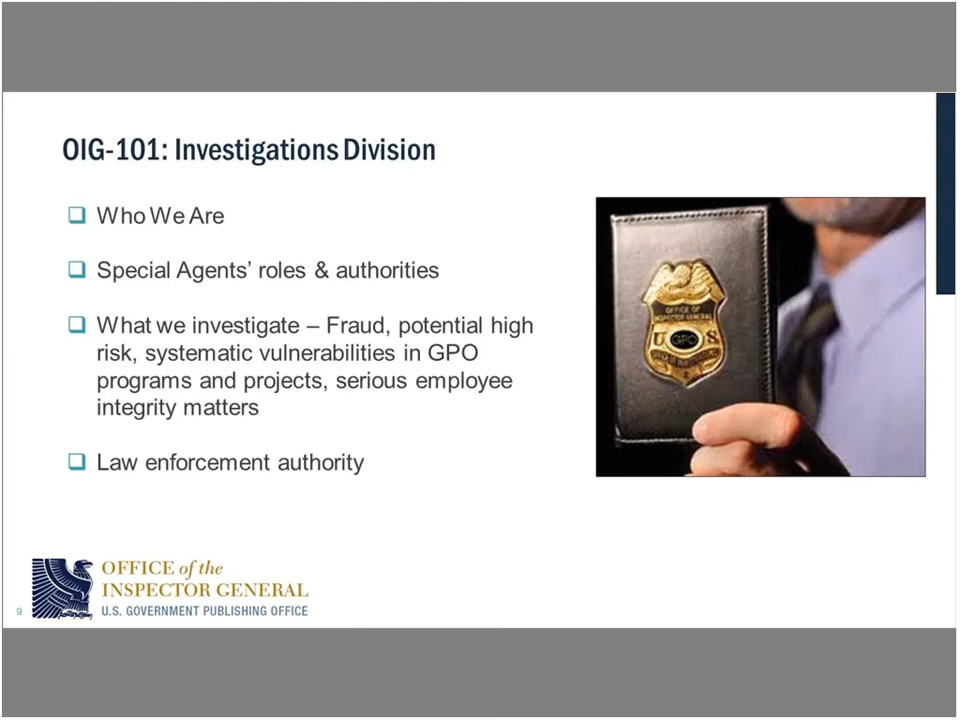 OIG-101: Investigations Division
Who We Are
Special Agents’ roles & authorities
What we investigate – Fraud, potential high
risk, systematic vulnerabilities in GPO
programs and projects, serious employee
integrity matters
Law enforcement authority
OFFICE OF
INSPECTOR GENERAL
U S
GPO
OFFICE of the
INSPECTOR GENERAL
U.S. GOVERNMENT PUBLISHING OFFICE
9